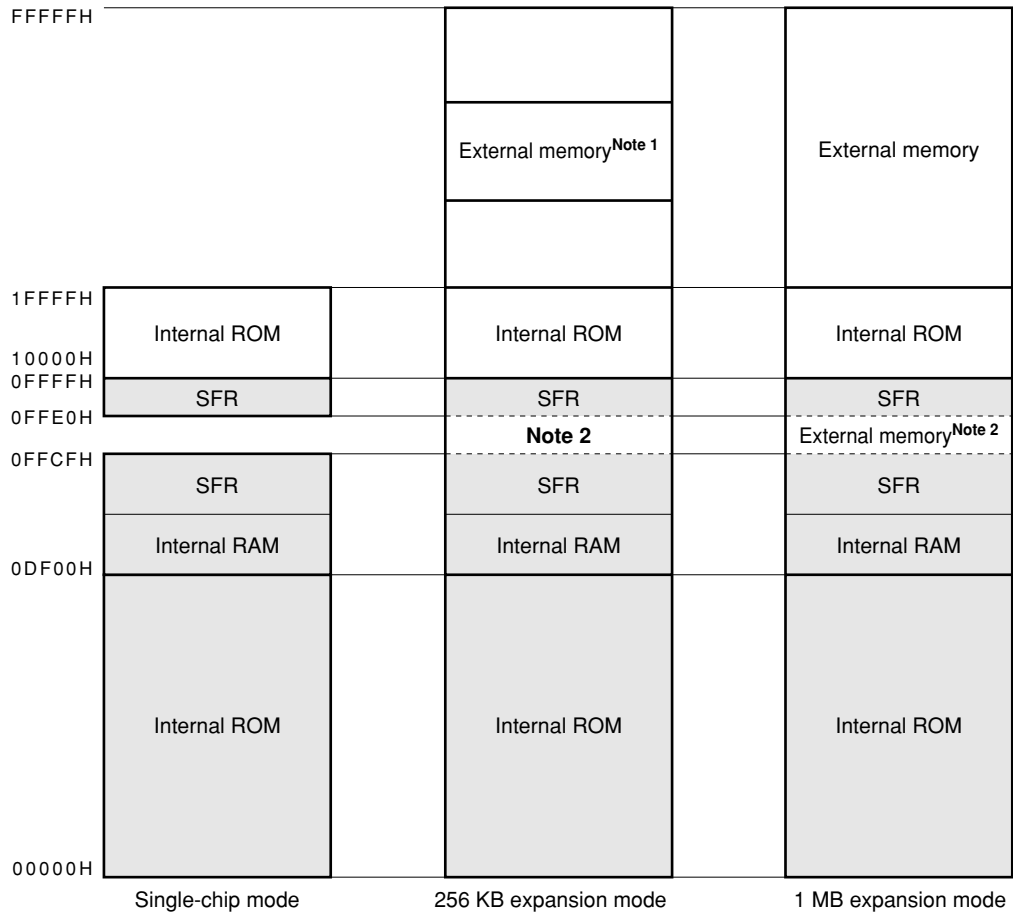 FFFFFH
External memoryNote 1 External memory
1FFFFH
Internal ROM Internal ROM Internal ROM
10000H
0FFFFH
SFR SFR SFR
0FFE0H
Note 2 External memoryNote 2
0FFCFH
SFR SFR SFR
Internal RAM Internal RAM Internal RAM
0DF00H
Internal ROM Internal ROM Internal ROM
00000H
Single-chip mode 256 KB expansion mode 1 MB expansion mode